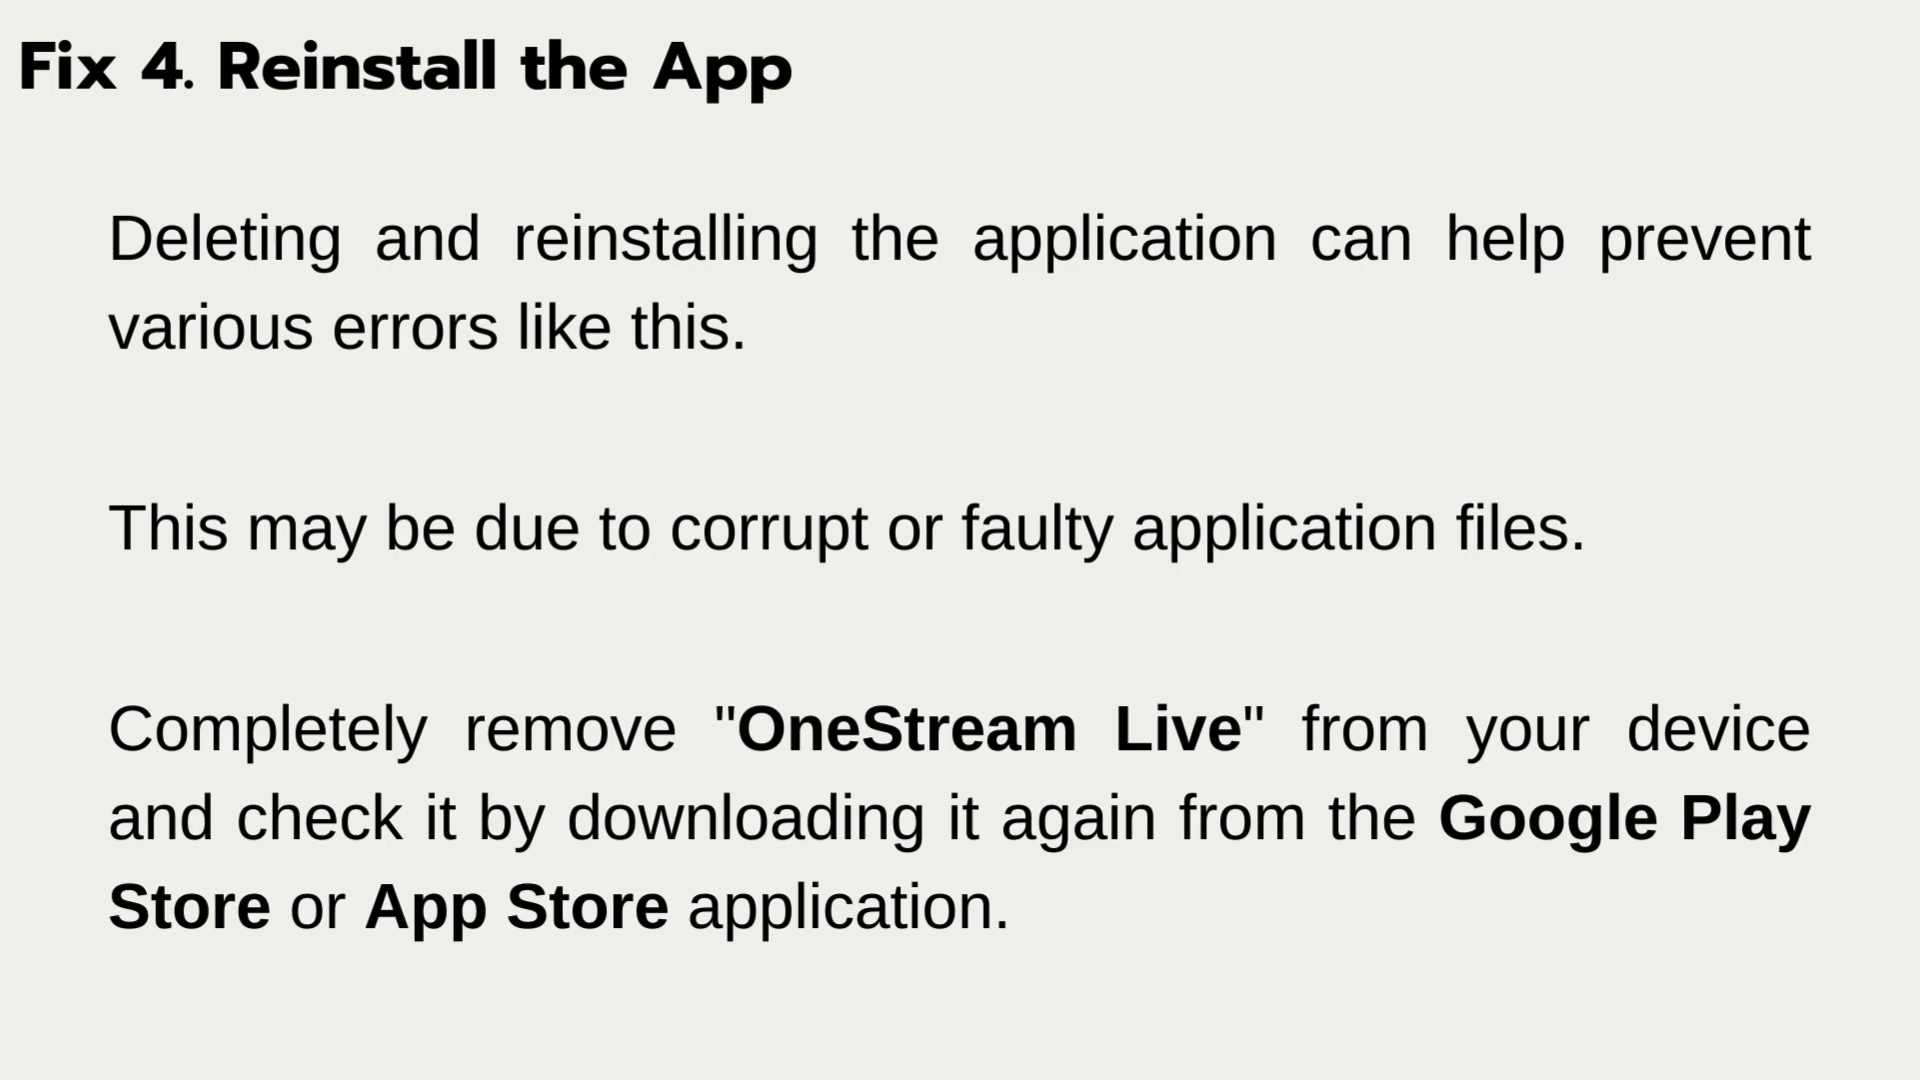 Fix 4. Reinstall the App
Deleting and reinstalling the application can help prevent
various errors like this.
This may be due to corrupt or faulty application files.
Completely remove "OneStream Live" from your device
and check it by downloading it again from the Google Play
Store or App Store application.